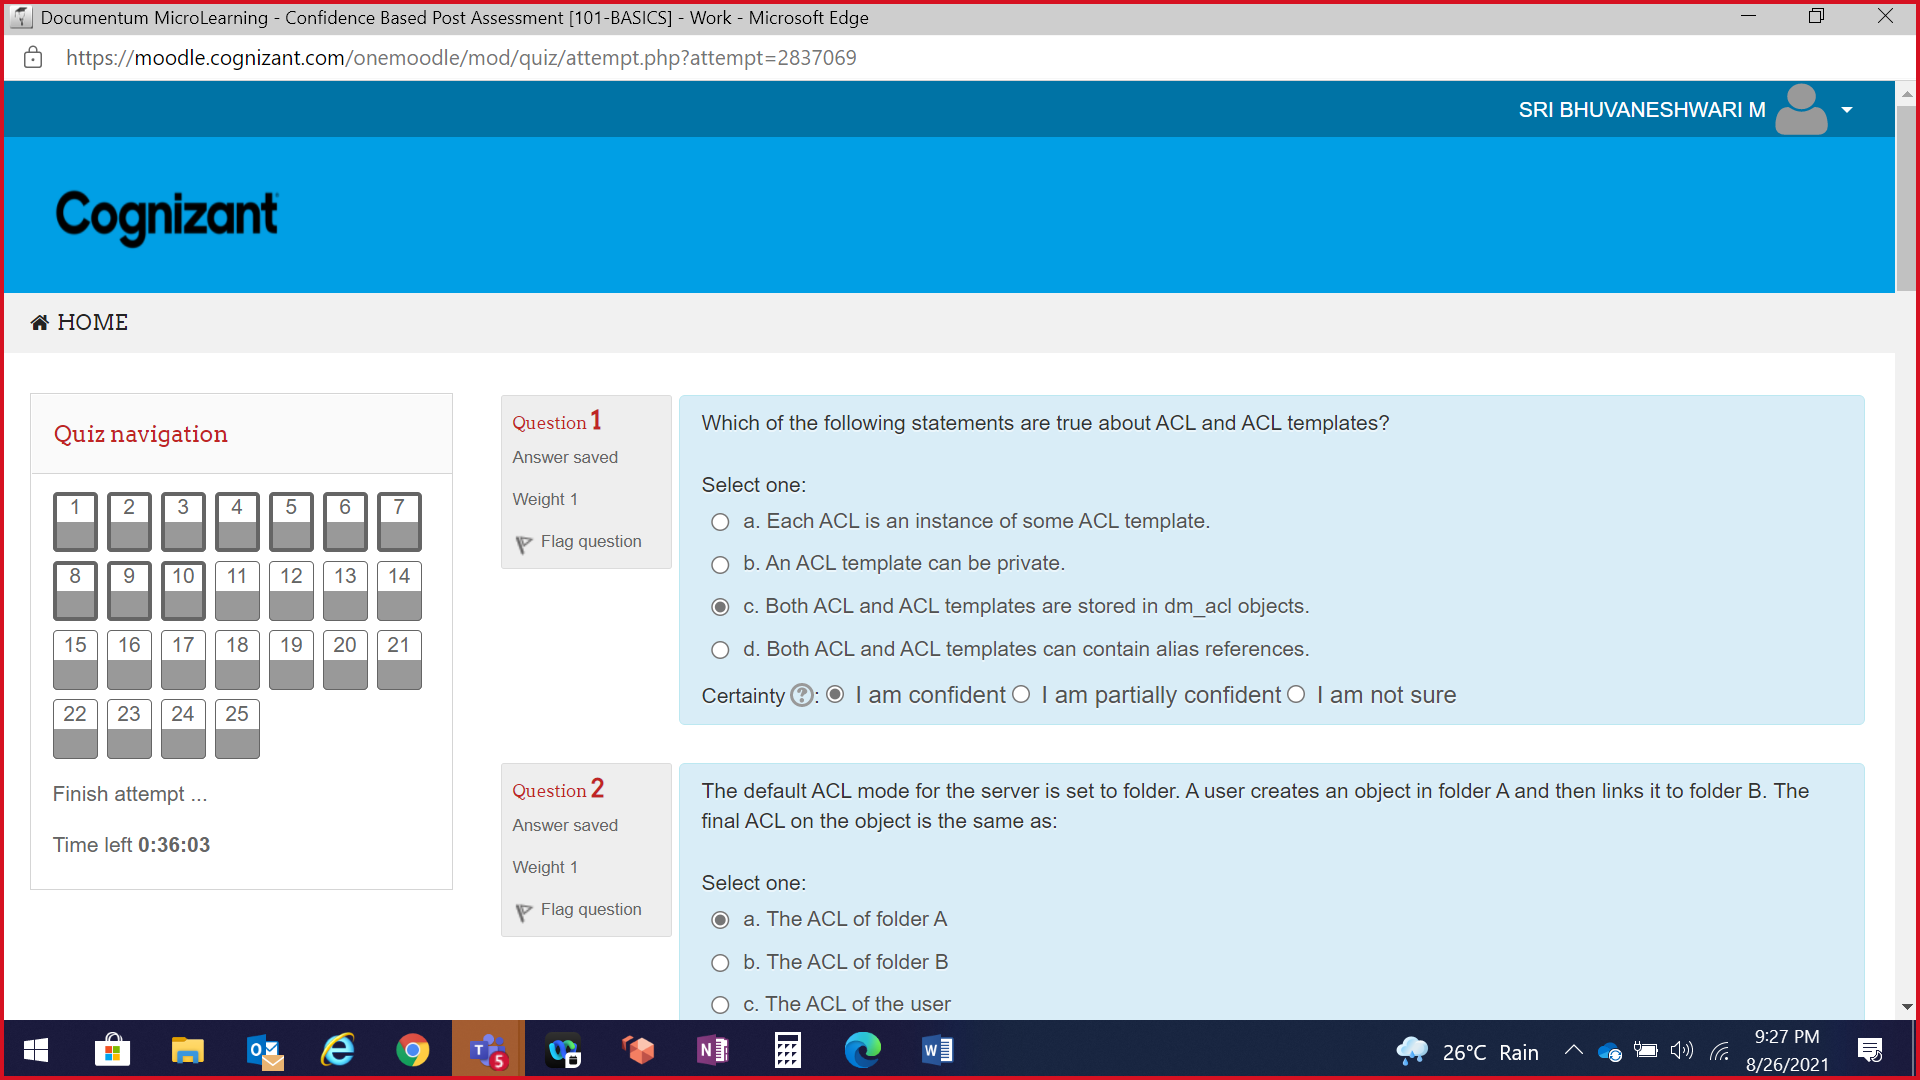 Documentum MicroLearning - Confidence Based Post Assessment [101-BASICS] - Work - Microsoft Edge
https://moodle.cognizant.com/onemoodle/mod/quiz/attempt.php?attempt=2837069
SRI BHUVANESHWARI M
Cognizant
HOME
Quiz navigation
1 2 3 4 5 6 7
8 9 10 11 12 13 14
15 16 17 18 19 20 21
22 23 24 25
Finish attempt ...
Time left 0:36:03
Question 1
Answer saved
Weight 1
Flag question
Which of the following statements are true about ACL and ACL templates?
Select one:
a. Each ACL is an instance of some ACL template.
b. An ACL template can be private.
c. Both ACL and ACL templates are stored in dm_acl objects.
d. Both ACL and ACL templates can contain alias references.
Certainty ?: I am confident I am partially confident I am not sure
Question 2
Answer saved
Weight 1
Flag question
The default ACL mode for the server is set to folder. A user creates an object in folder A and then links it to folder B. The
final ACL on the object is the same as:
Select one:
a. The ACL of folder A
b. The ACL of folder B
c. The ACL of the user
26°C Rain
9:27 PM
8/26/2021